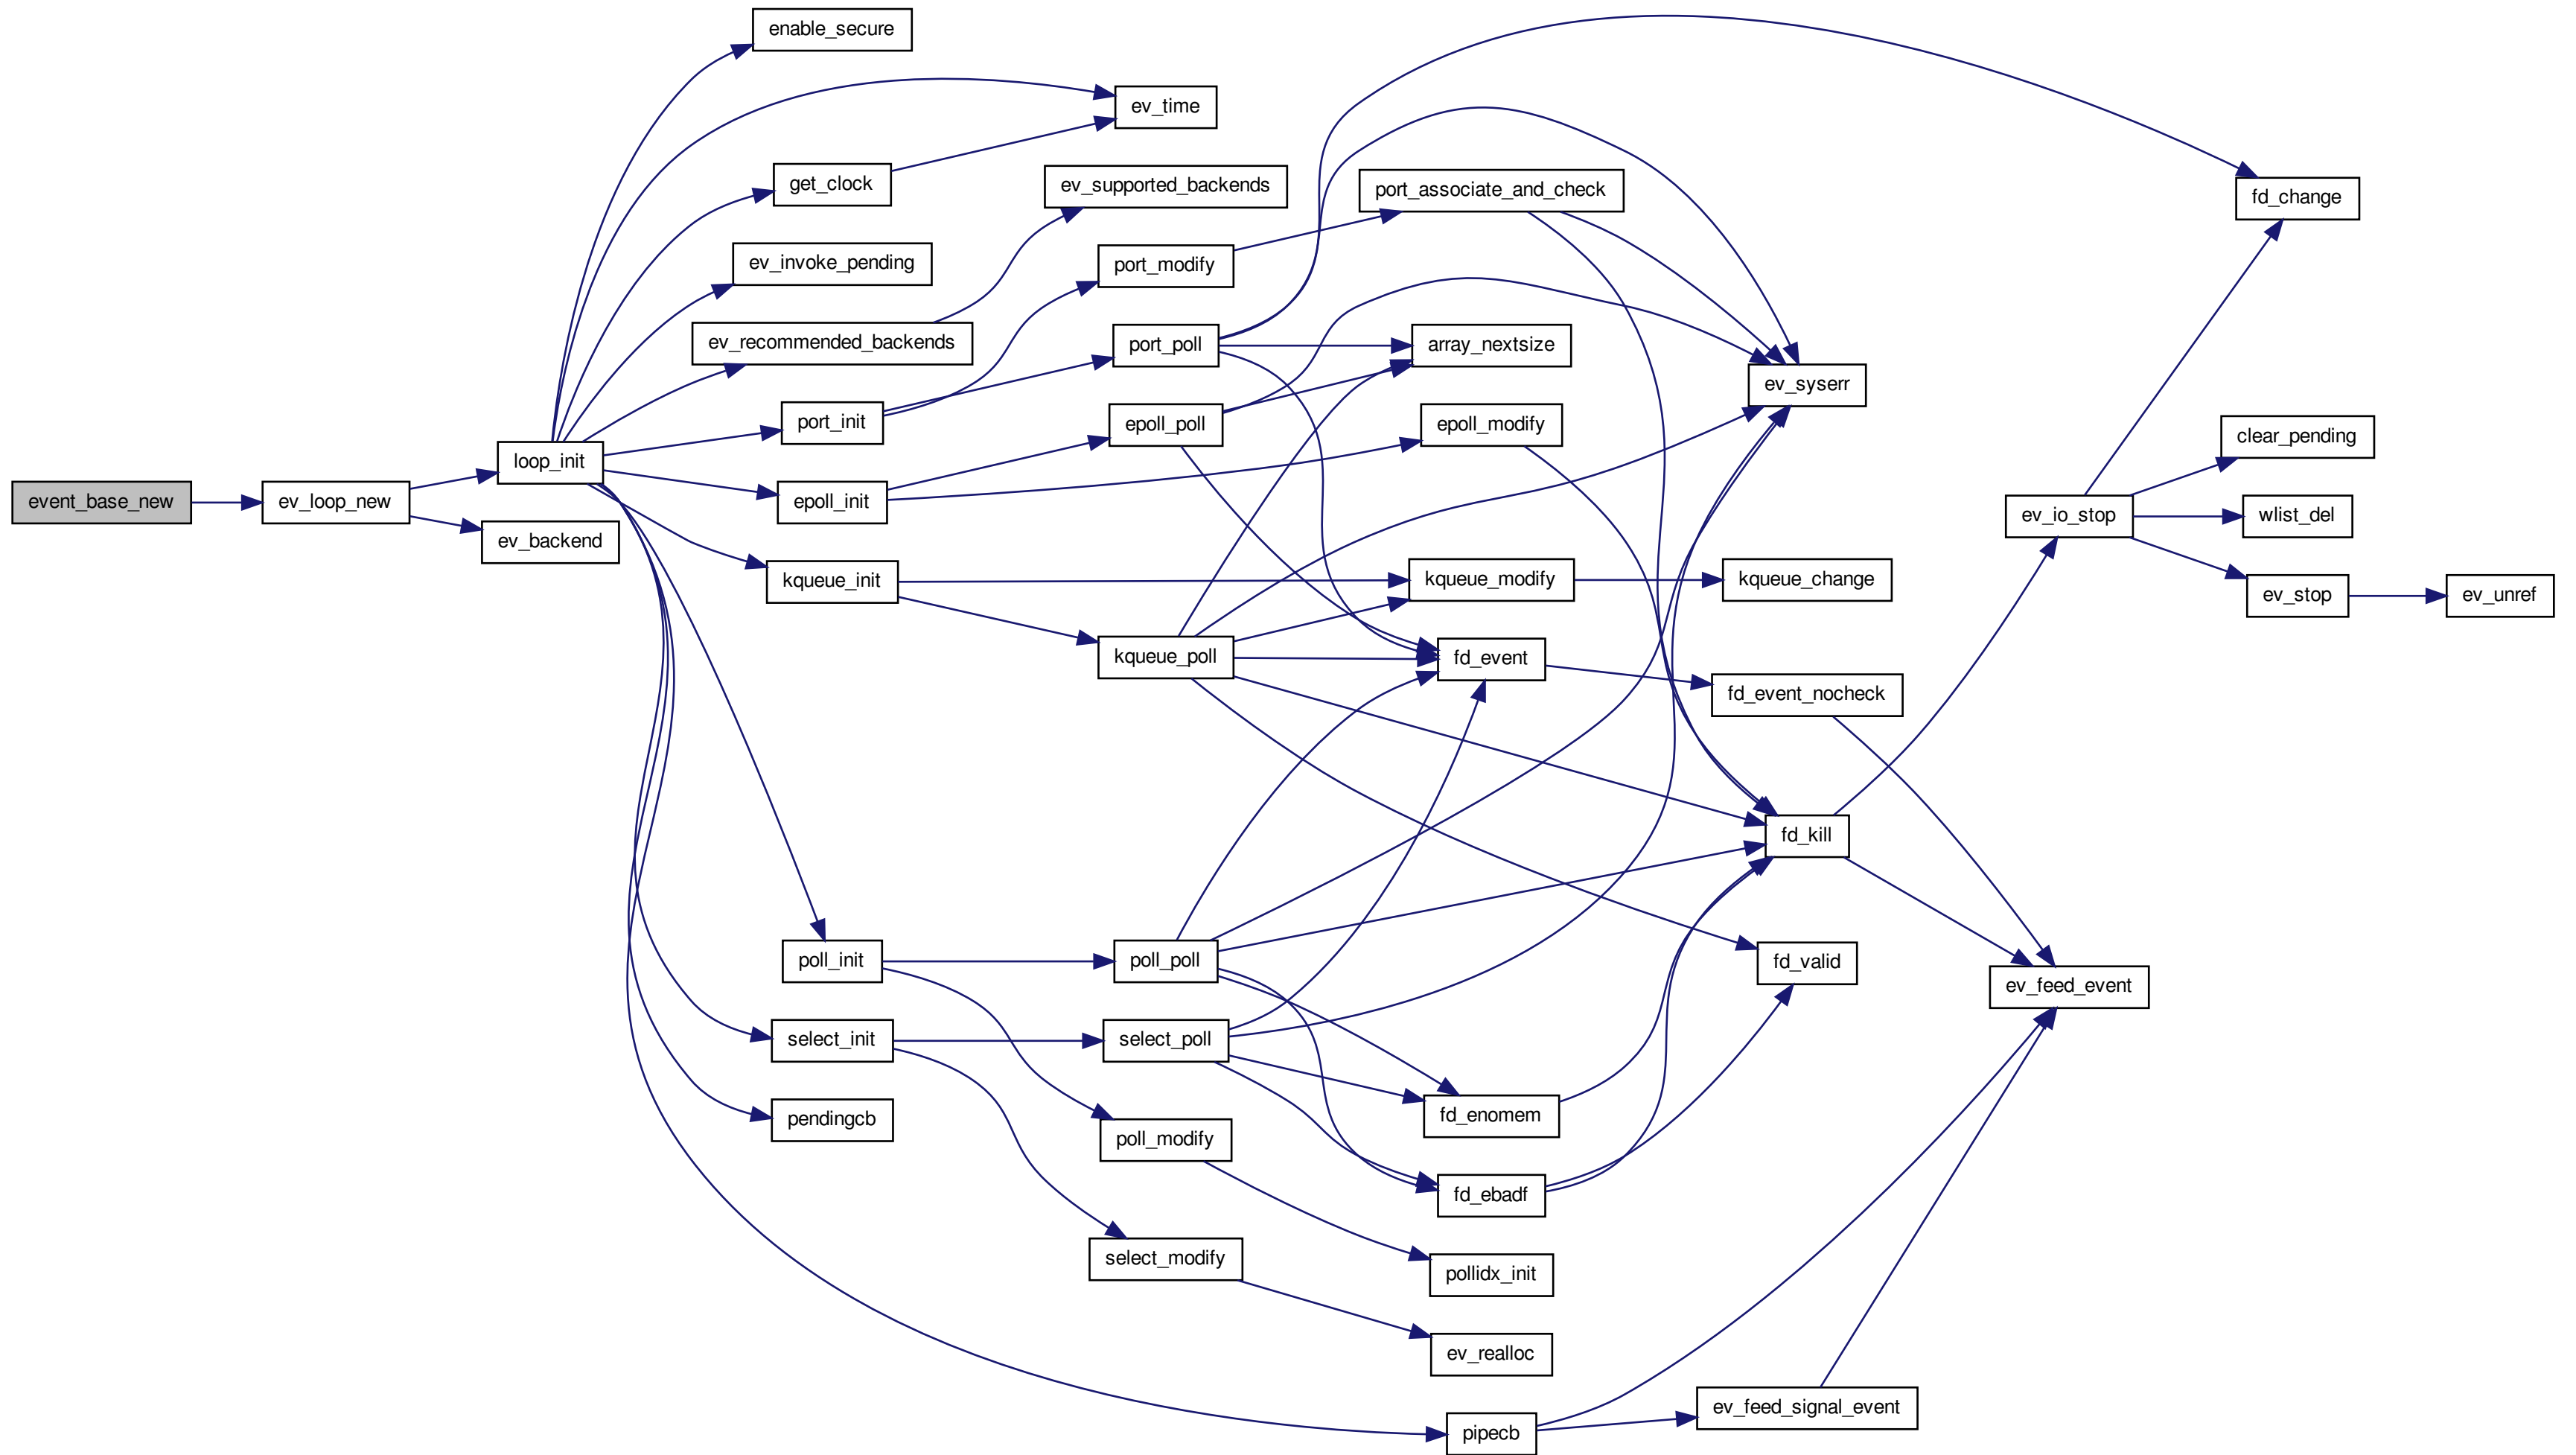 enable_secure
ev_time
get_clock
ev_supported_backends
port_associate_and_check
fd_change
ev_invoke_pending
port_modify
ev_recommended_backends
port_poll
array_nextsize
ev_syserr
port_init
epoll_poll
epoll_modify
clear_pending
loop_init
event_base_new
ev_loop_new
epoll_init
ev_io_stop
wlist_del
ev_backend
kqueue_init
kqueue_modify
kqueue_change
ev_stop
ev_unref
kqueue_poll
fd_event
fd_event_nocheck
fd_kill
poll_init
poll_poll
fd_valid
ev_feed_event
select_init
select_poll
fd_enomem
pendingcb
poll_modify
fd_ebadf
select_modify
pollidx_init
ev_realloc
ev_feed_signal_event
pipecb